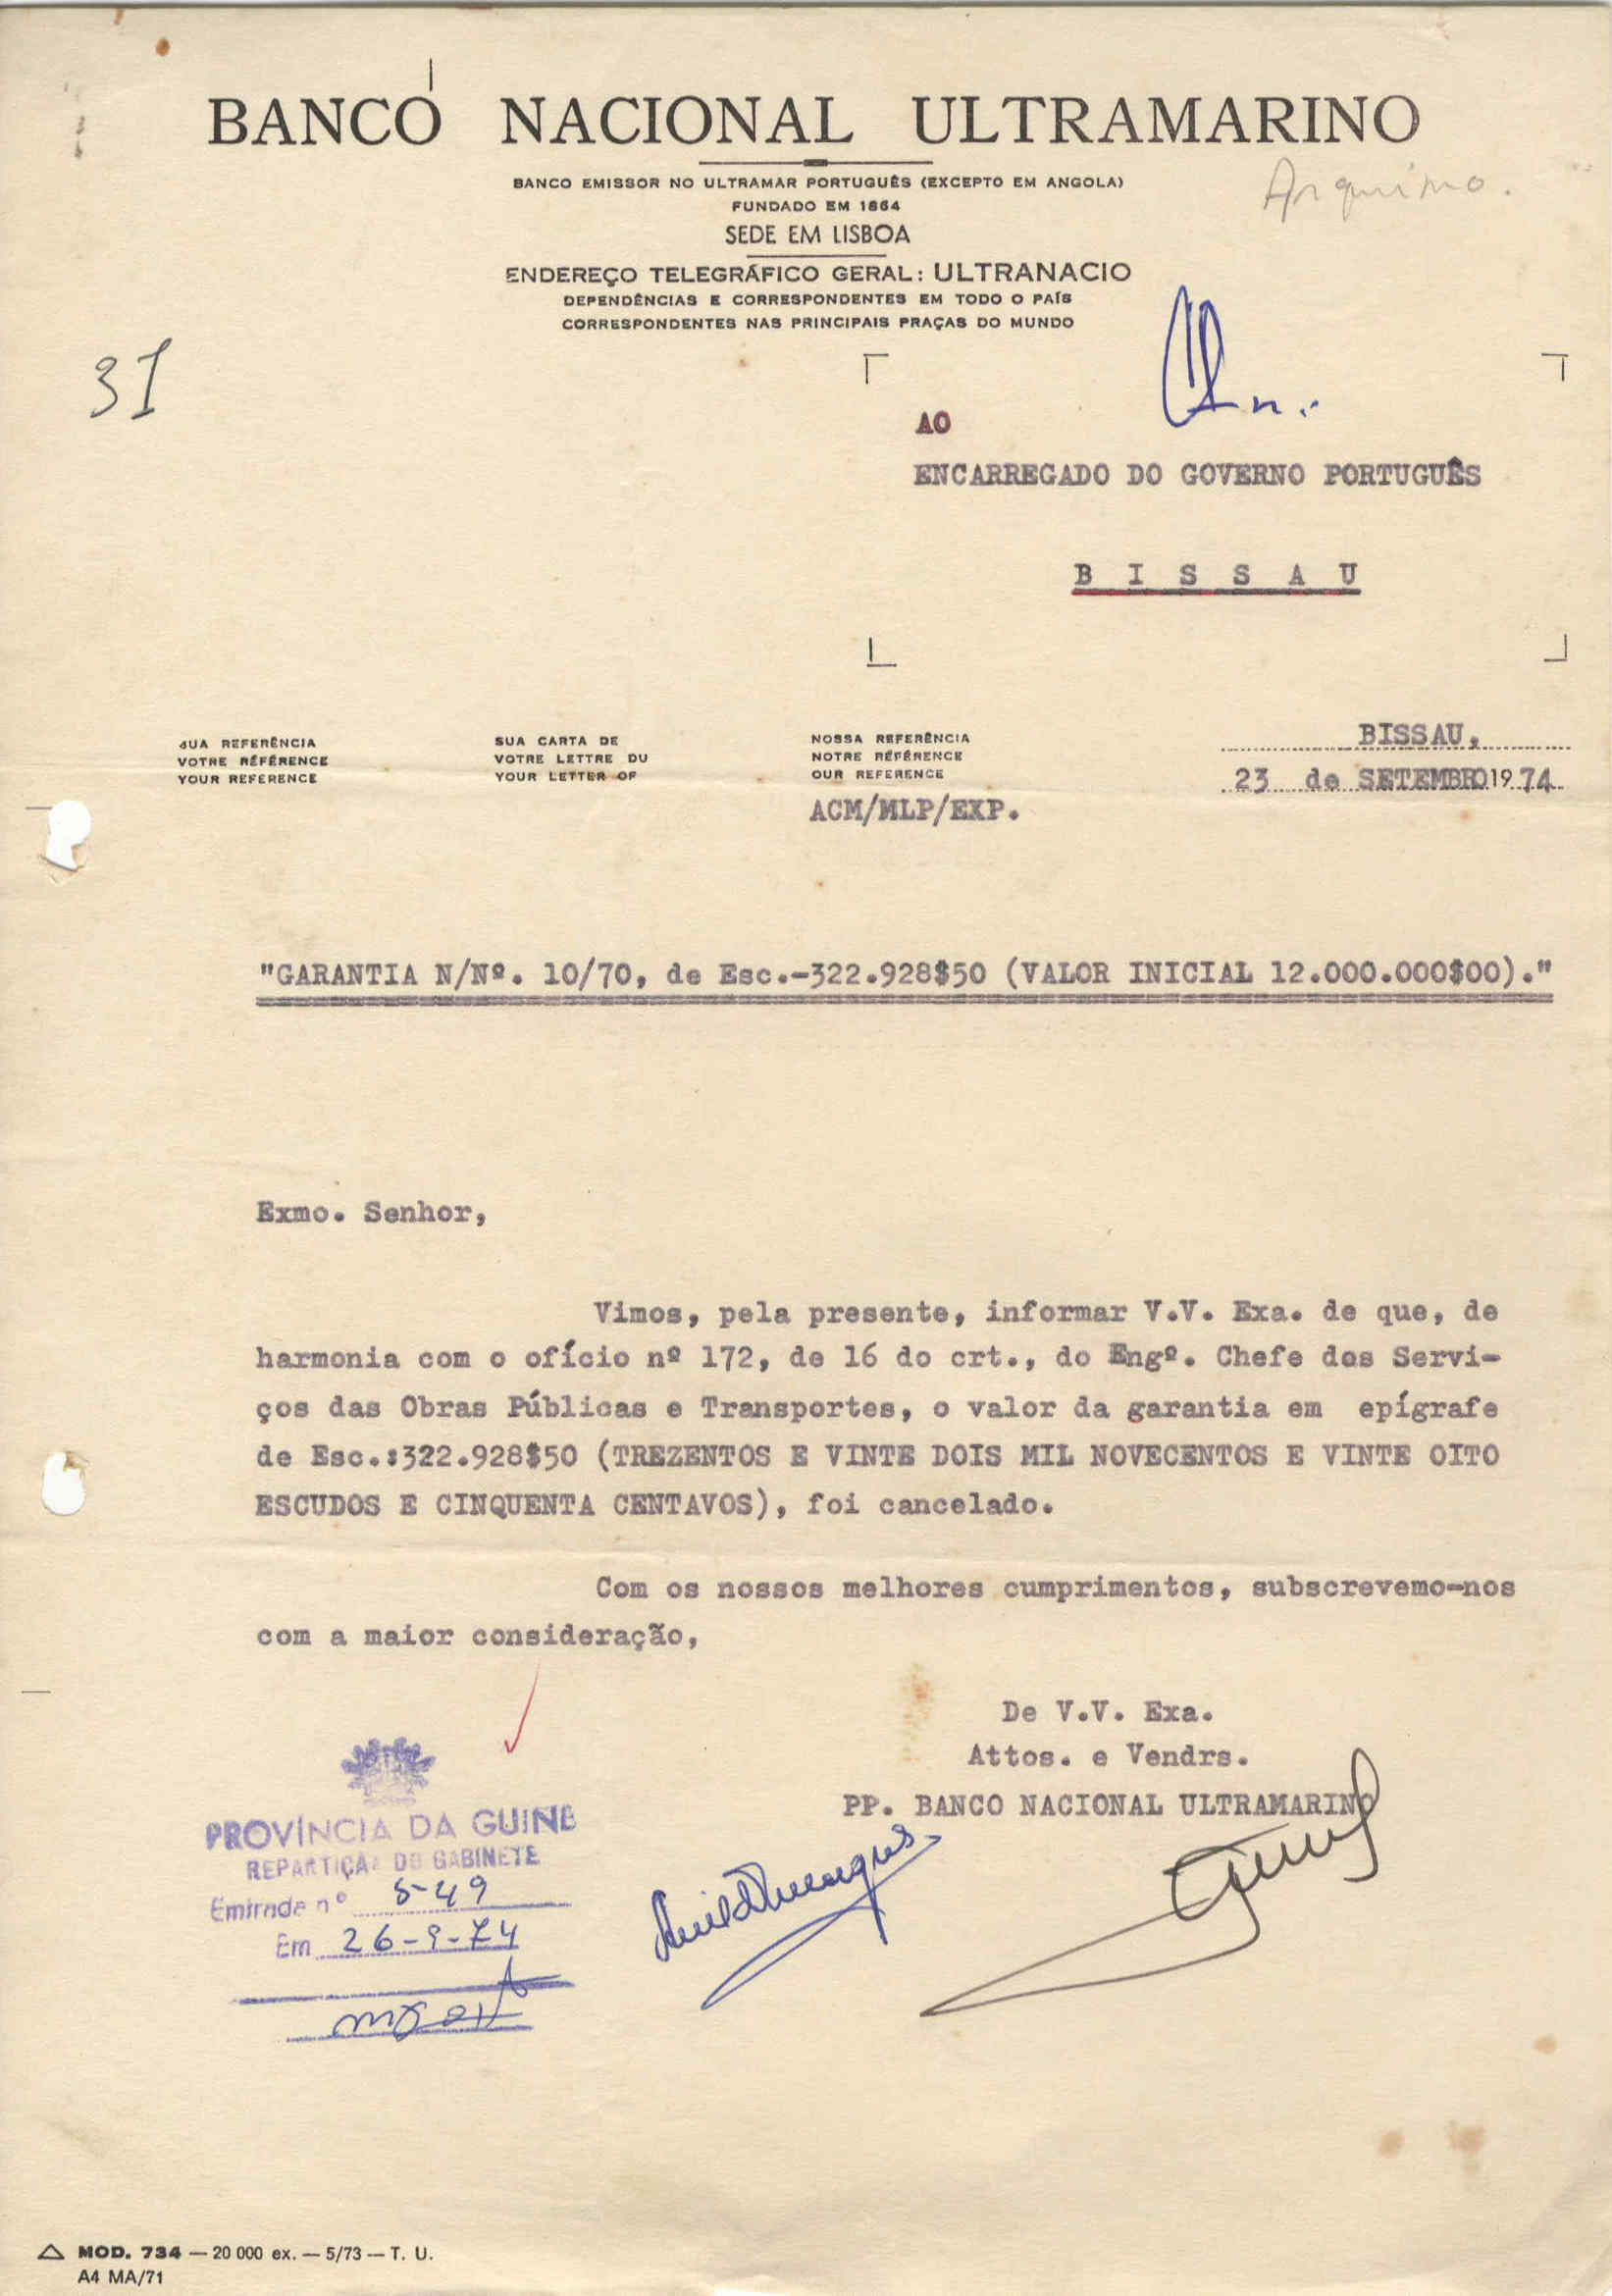 BANCO NACIONAL ULTRAMARINO
BANCO EMISSOR NO ULTRAMAR PORTUGUÊS (EXCEPTO EM ANGOLA)
FUNDADO EM 1864
SEDE EM LISBOA
ENDEREÇO TELEGRÁFICO GERAL: ULTRANACIO
DEPENDÊNCIAS E CORRESPONDENTES EM TODO O PAÍS
CORRESPONDENTES NAS PRINCIPAIS PRAÇAS DO MUNDO
31
AO
ENCARREGADO DO GOVERNO PORTUGUÊS
B I S S A U
SUA REFERÊNCIA
VOTRE RÉFÉRENCE
YOUR REFERENCE
SUA CARTA DE
VOTRE LETTRE DU
YOUR LETTER OF
NOSSA REFERÊNCIA
NOTRE RÉFÉRENCE
OUR REFERENCE
ACM/MLP/EXP.
BISSAU,
23 de SETEMBRO 1974
"GARANTIA N/Nº. 10/70, de Esc.-322.928$50 (VALOR INICIAL 12.000.000$00)."
Exmo. Senhor,
Vimos, pela presente, informar V.V. Exa. de que, de
harmonia com o ofício nº 172, de 16 do crt., do Engº. Chefe dos Servi-
ços das Obras Públicas e Transportes, o valor da garantia em epígrafe
de Esc.:322.928$50 (TREZENTOS E VINTE DOIS MIL NOVECENTOS E VINTE OITO
ESCUDOS E CINQUENTA CENTAVOS), foi cancelado.
Com os nossos melhores cumprimentos, subscrevemo-nos
com a maior consideração,
De V.V. Exa.
Attos. e Vendrs.
PP. BANCO NACIONAL ULTRAMARINO
PROVÍNCIA DA GUINÉ
REPARTIÇÃO DO GABINETE
Entrada nº 549
Em 26-9-74
MOD. 734 — 20 000 ex. — 5/73 — T. U.
A4 MA/71